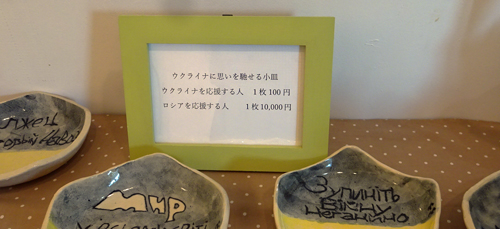 ウクライナに思いを馳せる小皿
ウクライナを応援する人　1枚100円
ロシアを応援する人　1枚10,000円
Мир
Зупиніть
війну
негайно